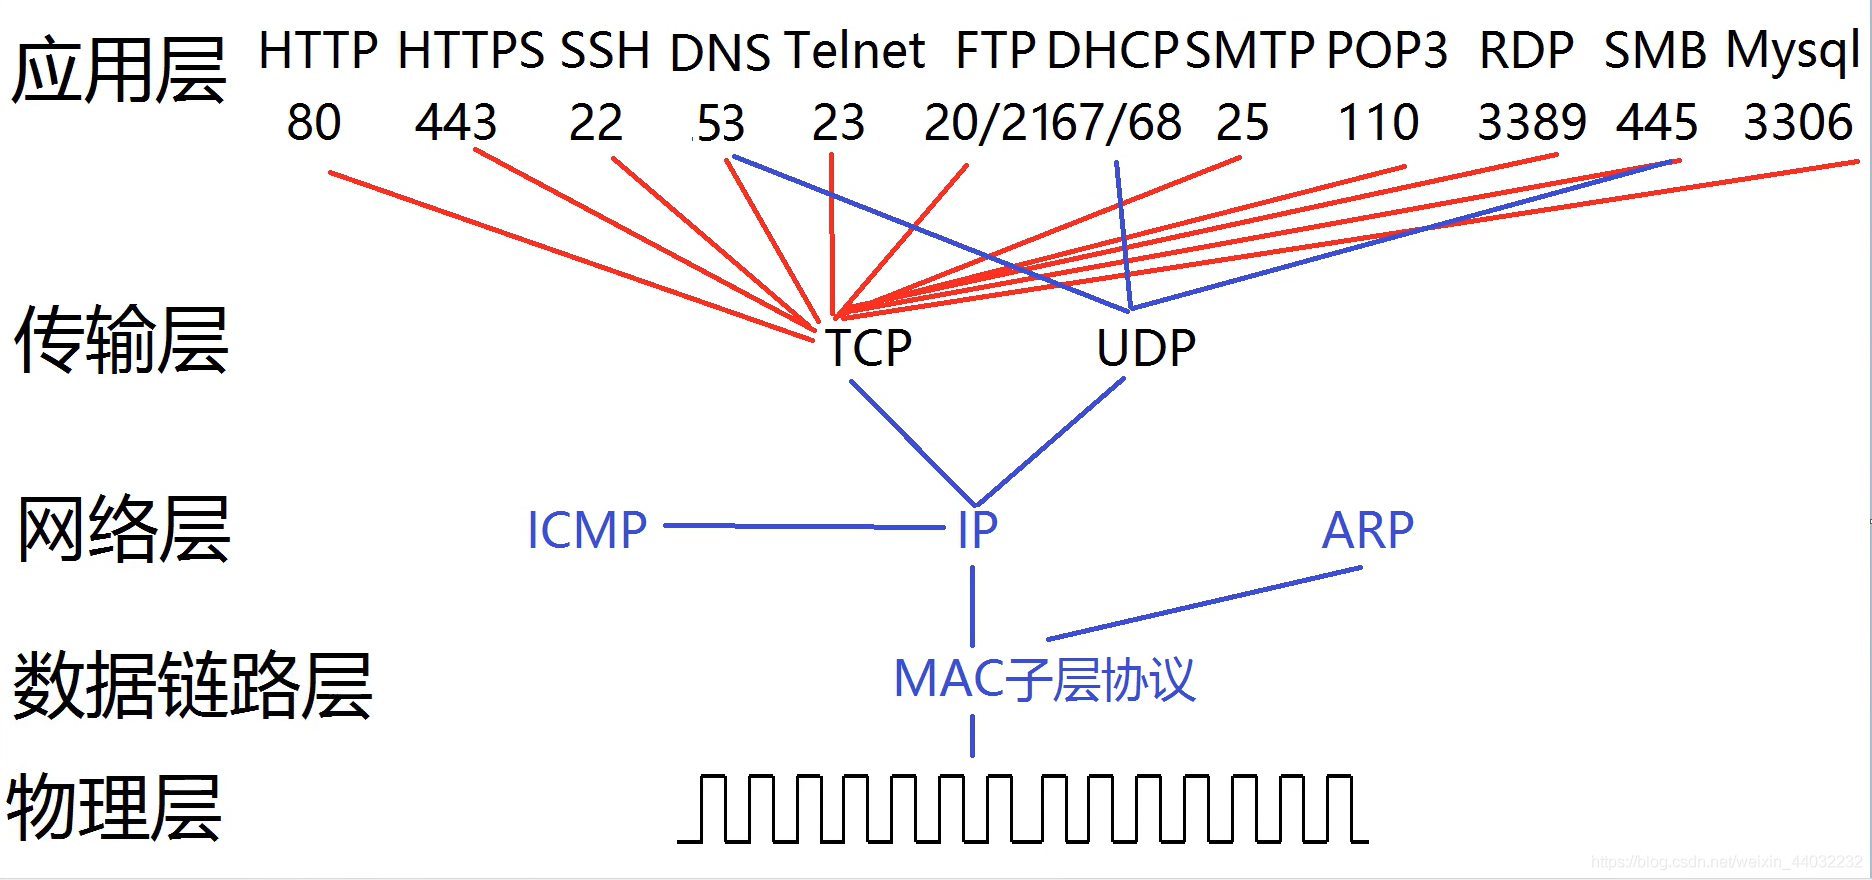 应用层 HTTP HTTPS SSH DNS Telnet FTP DHCP SMTP POP3 RDP SMB Mysql
80 443 22 53 23 20/21 67/68 25 110 3389 445 3306
传输层 TCP UDP
网络层 ICMP IP ARP
数据链路层 MAC子层协议
物理层
https://blog.csdn.net/weixin_44032232